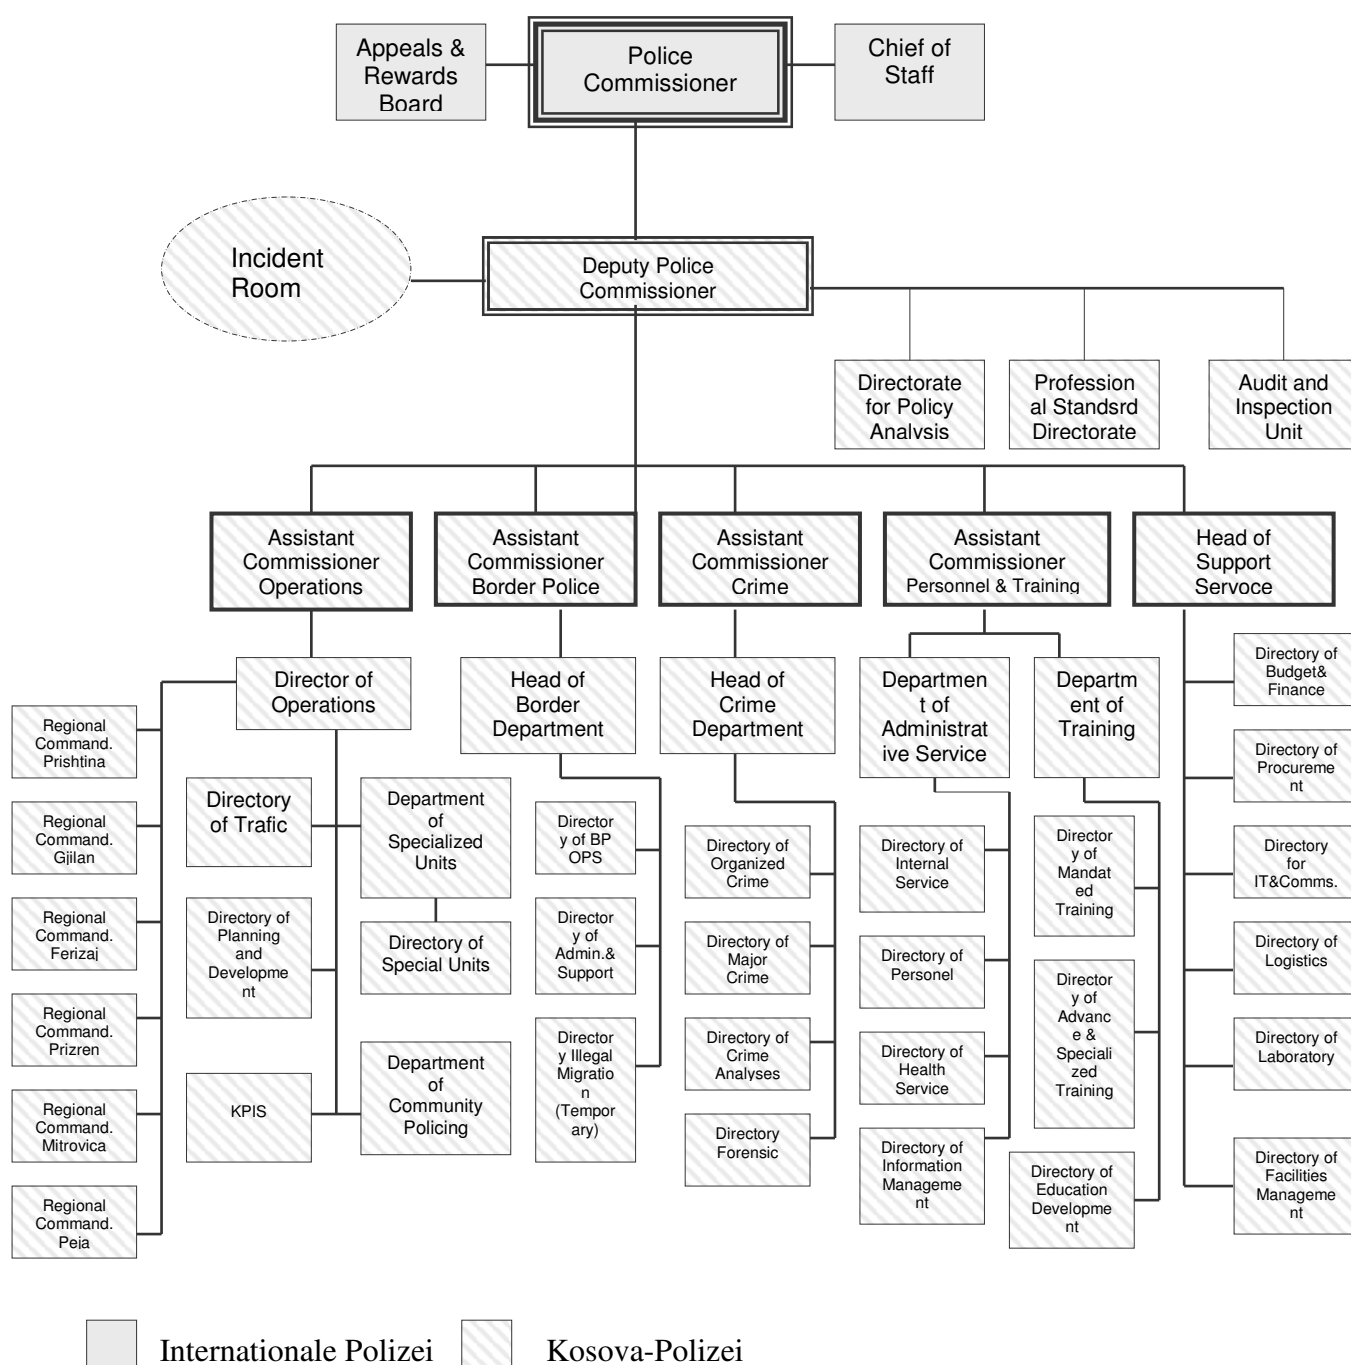 Appeals &
Rewards
Board
Police
Commissioner
Chief of
Staff
Incident
Room
Deputy Police
Commissioner
Directorate
for Policy
Analysis
Profession
al Standsrd
Directorate
Audit and
Inspection
Unit
Assistant
Commissioner
Operations
Assistant
Commissioner
Border Police
Assistant
Commissioner
Crime
Assistant
Commissioner
Personnel & Training
Head of
Support
Servoce
Director of
Operations
Head of
Border
Department
Head of
Crime
Department
Departmen
t of
Administrat
ive Service
Departm
ent of
Training
Directory of
Budget&
Finance
Regional
Command.
Prishtina
Regional
Command.
Gjilan
Regional
Command.
Ferizaj
Regional
Command.
Prizren
Regional
Command.
Mitrovica
Regional
Command.
Peja
Directory
of Trafic
Department
of
Specialized
Units
Directory of
Planning
and
Developme
nt
Directory of
Special Units
KPIS
Department
of
Community
Policing
Director
y of BP
OPS
Director
y of
Admin.&
Support
Director
y Illegal
Migratio
n
(Tempor
ary)
Directory of
Organized
Crime
Directory of
Major
Crime
Directory of
Crime
Analyses
Directory
Forensic
Directory of
Internal
Service
Directory of
Personel
Directory of
Health
Service
Directory of
Information
Manageme
nt
Director
y of
Mandat
ed
Training
Director
y of
Advanc
e &
Speciali
zed
Training
Directory of
Education
Developme
nt
Directory of
Procureme
nt
Directory
for
IT&Comms.
Directory of
Logistics
Directory of
Laboratory
Directory of
Facilities
Manageme
nt
Internationale Polizei
Kosova-Polizei